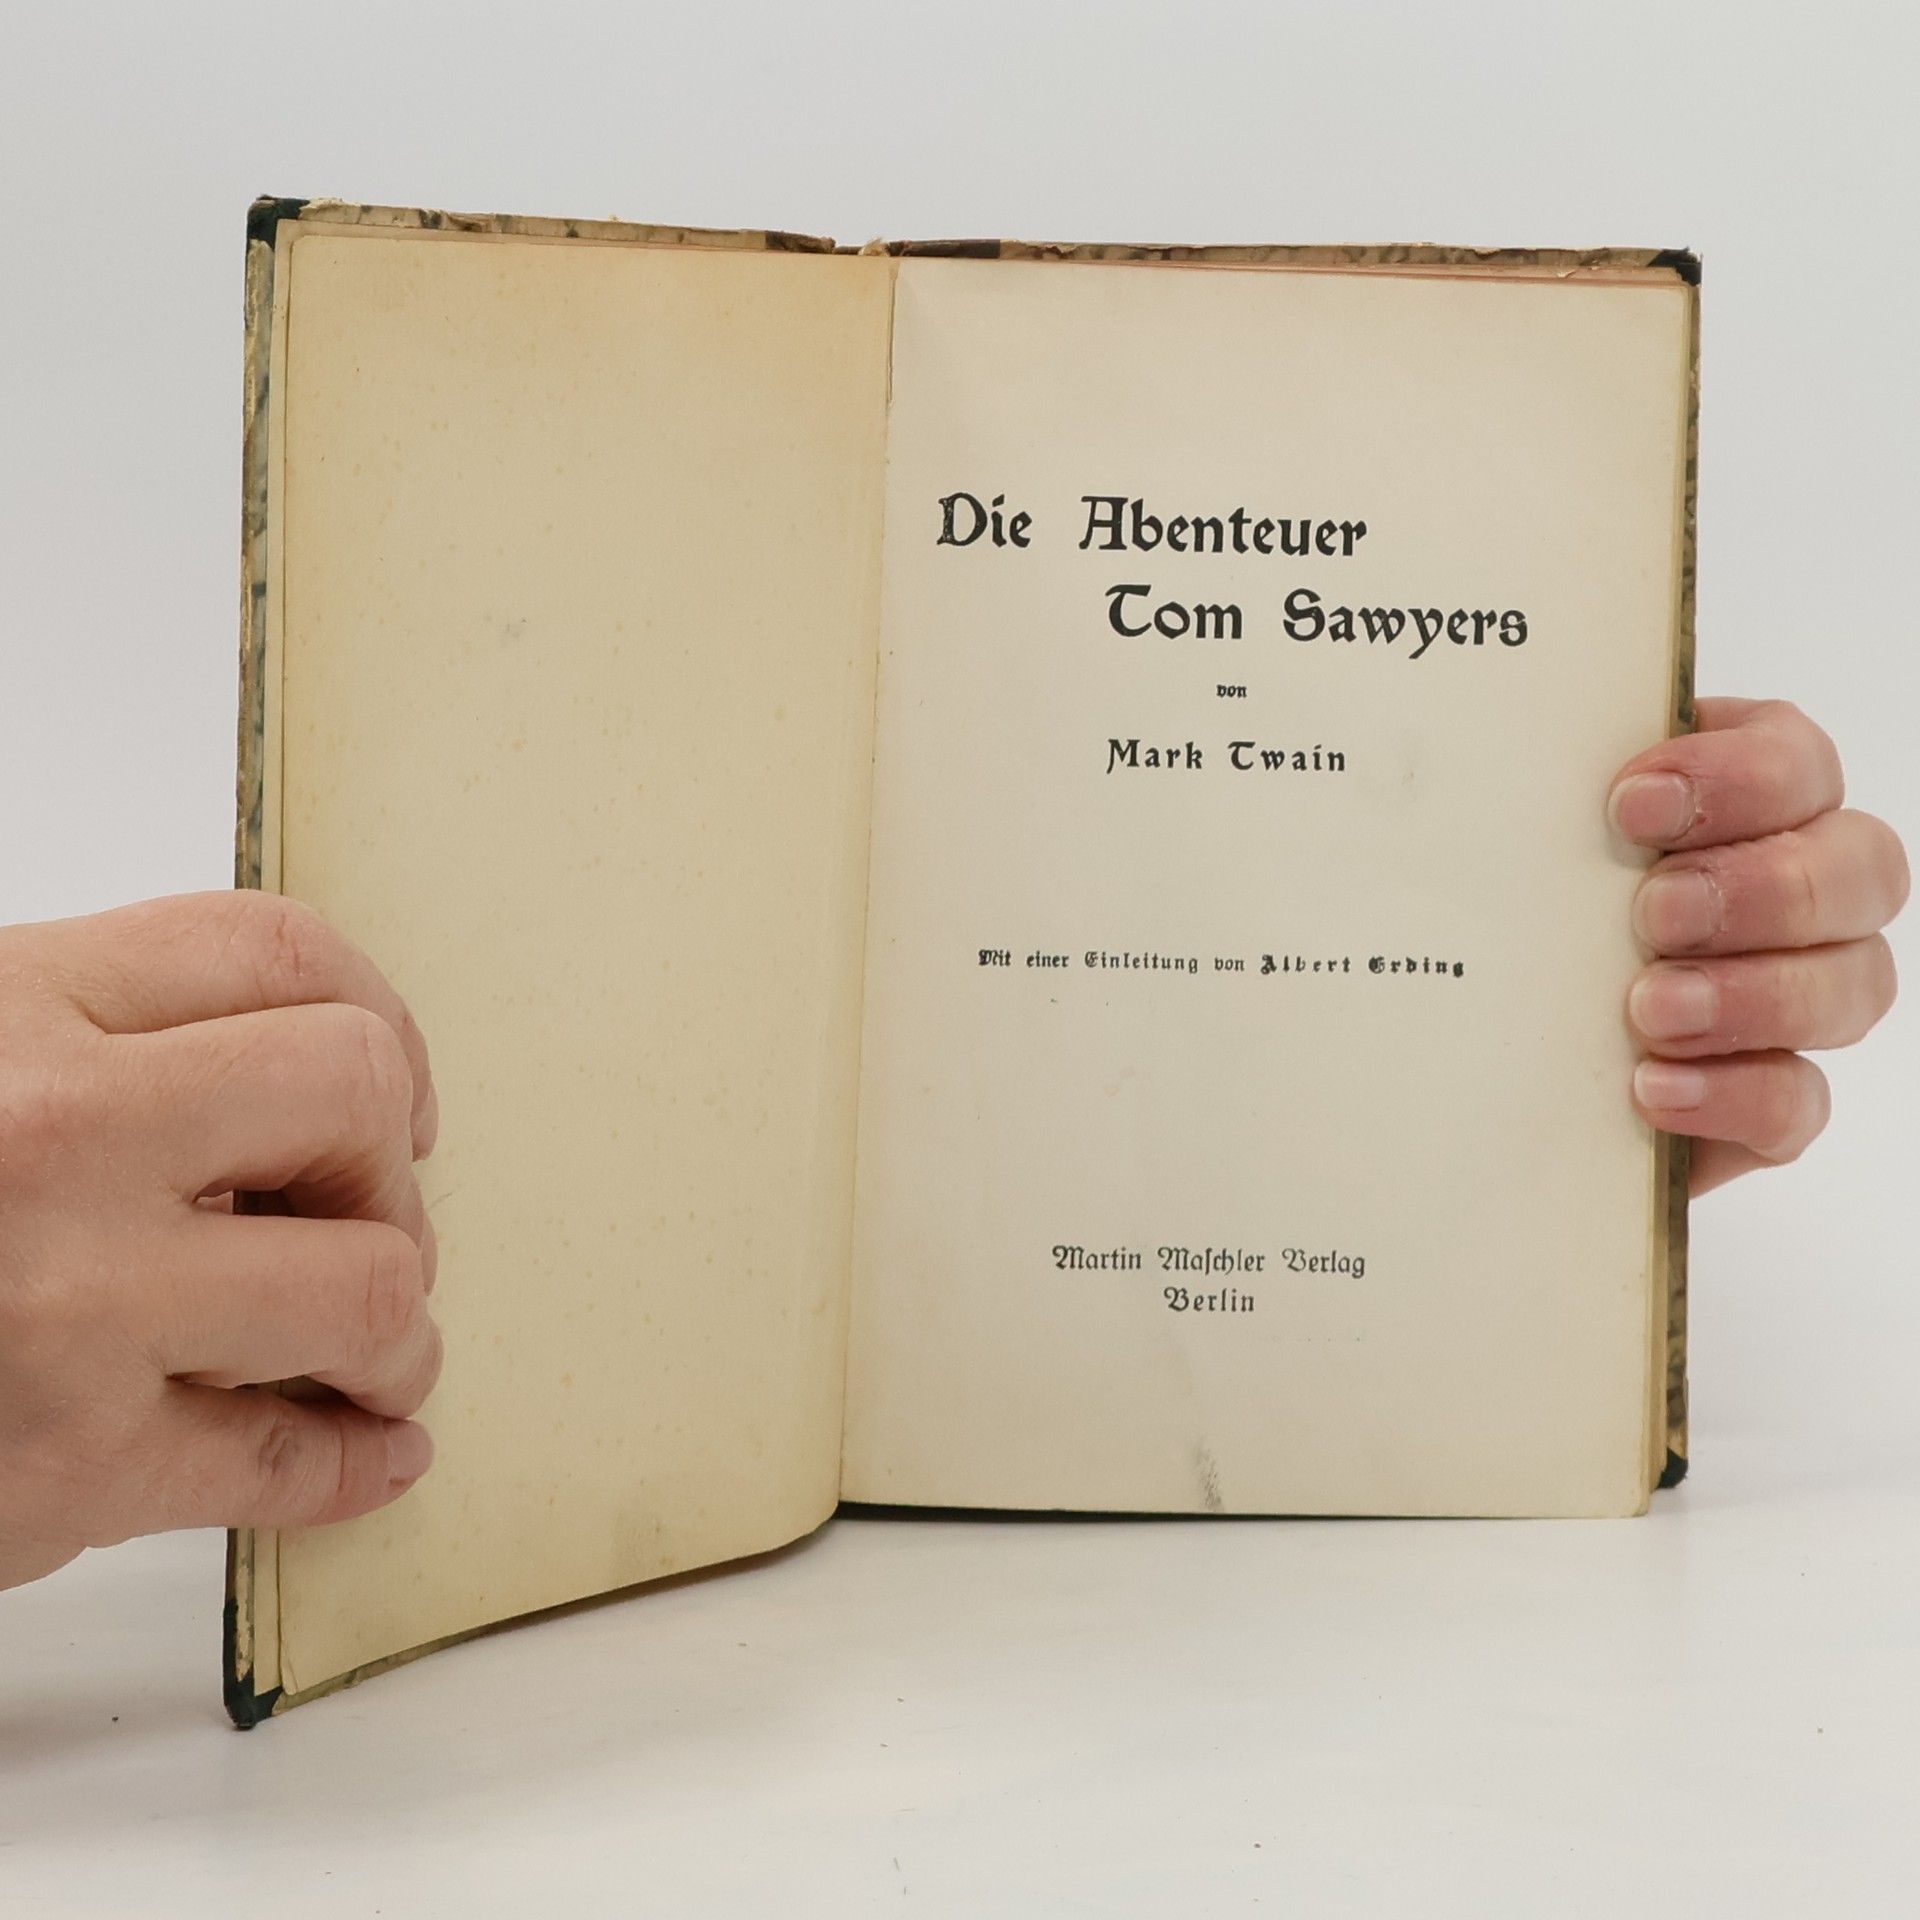 Die Abenteuer
Tom Sawyers
von
Mark Twain
Mit einer Einleitung von Albert Erding
Martin Maſchler Verlag
Berlin